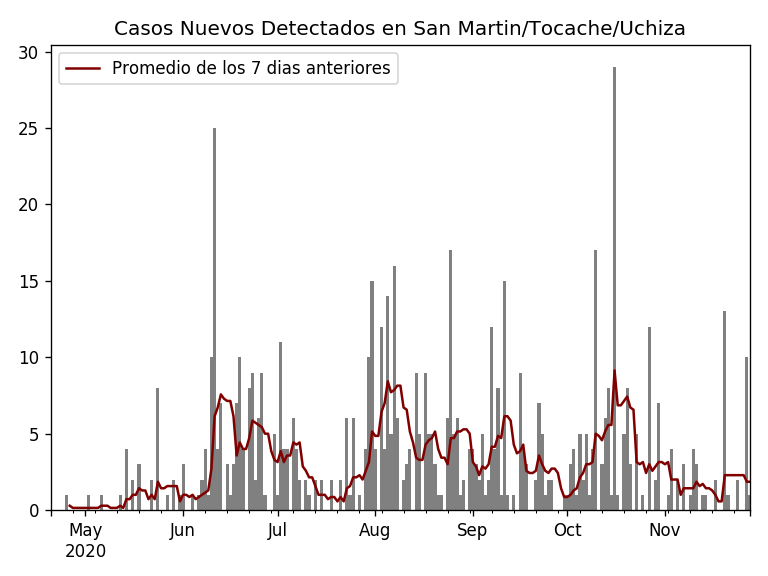 Casos Nuevos Detectados en San Martin/Tocache/Uchiza
Promedio de los 7 dias anteriores
30
25
20
15
10
5
0
May Jun Jul Aug Sep Oct Nov
2020